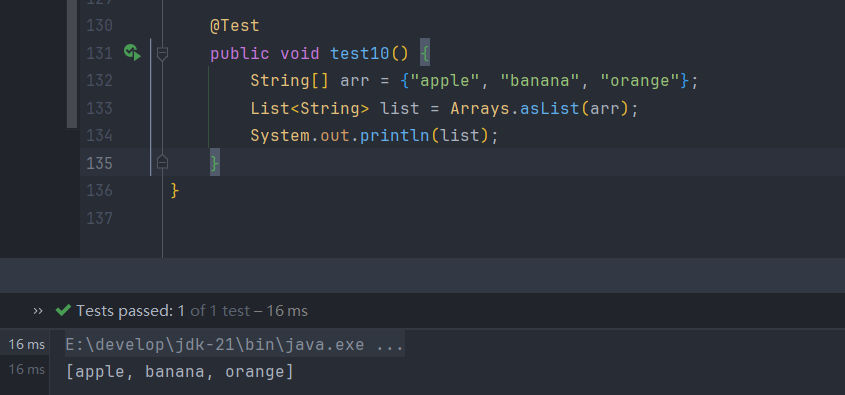 129
130 @Test
131 public void test10() {
132 String[] arr = {"apple", "banana", "orange"};
133 List<String> list = Arrays.asList(arr);
134 System.out.println(list);
135 }
136 }
137
>> Tests passed: 1 of 1 test – 16 ms
16 ms E:\develop\jdk-21\bin\java.exe ...
16 ms [apple, banana, orange]